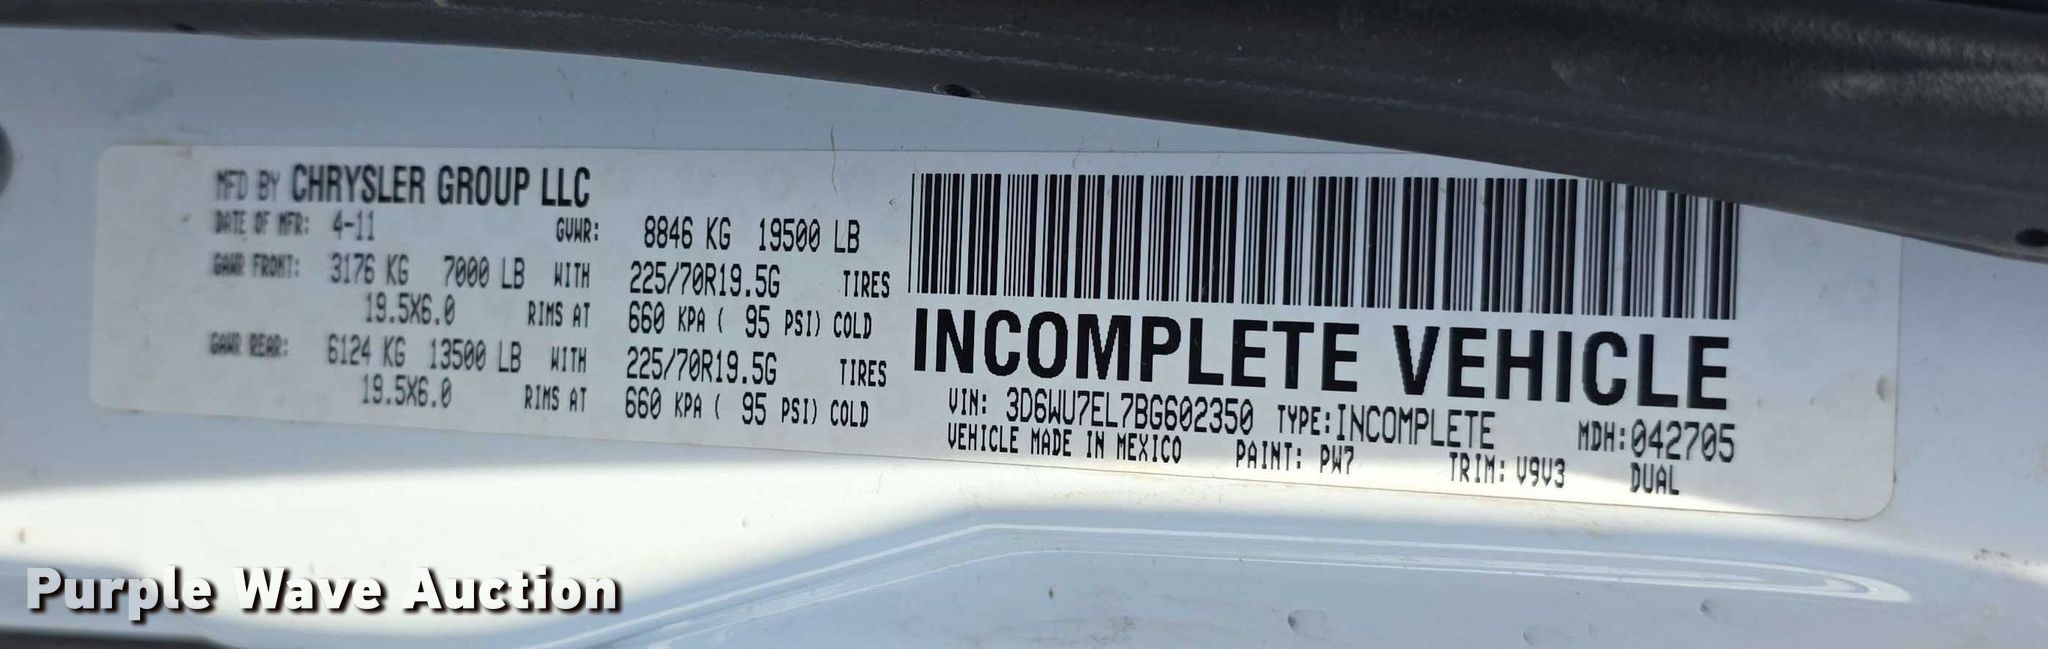 MFD BY CHRYSLER GROUP LLC
DATE OF MFR: 4-11 GVWR: 8846 KG 19500 LB
GAWR FRONT: 3176 KG 7000 LB WITH 225/70R19.5G TIRES
19.5X6.0 RIMS AT 660 KPA ( 95 PSI) COLD
GAWR REAR: 6124 KG 13500 LB WITH 225/70R19.5G TIRES
19.5X6.0 RIMS AT 660 KPA ( 95 PSI) COLD
INCOMPLETE VEHICLE
VIN: 3D6WU7EL7BG602350 TYPE: INCOMPLETE MDH: 042705
VEHICLE MADE IN MEXICO PAINT: PW7 TRIM: V9V3 DUAL
Purple Wave Auction